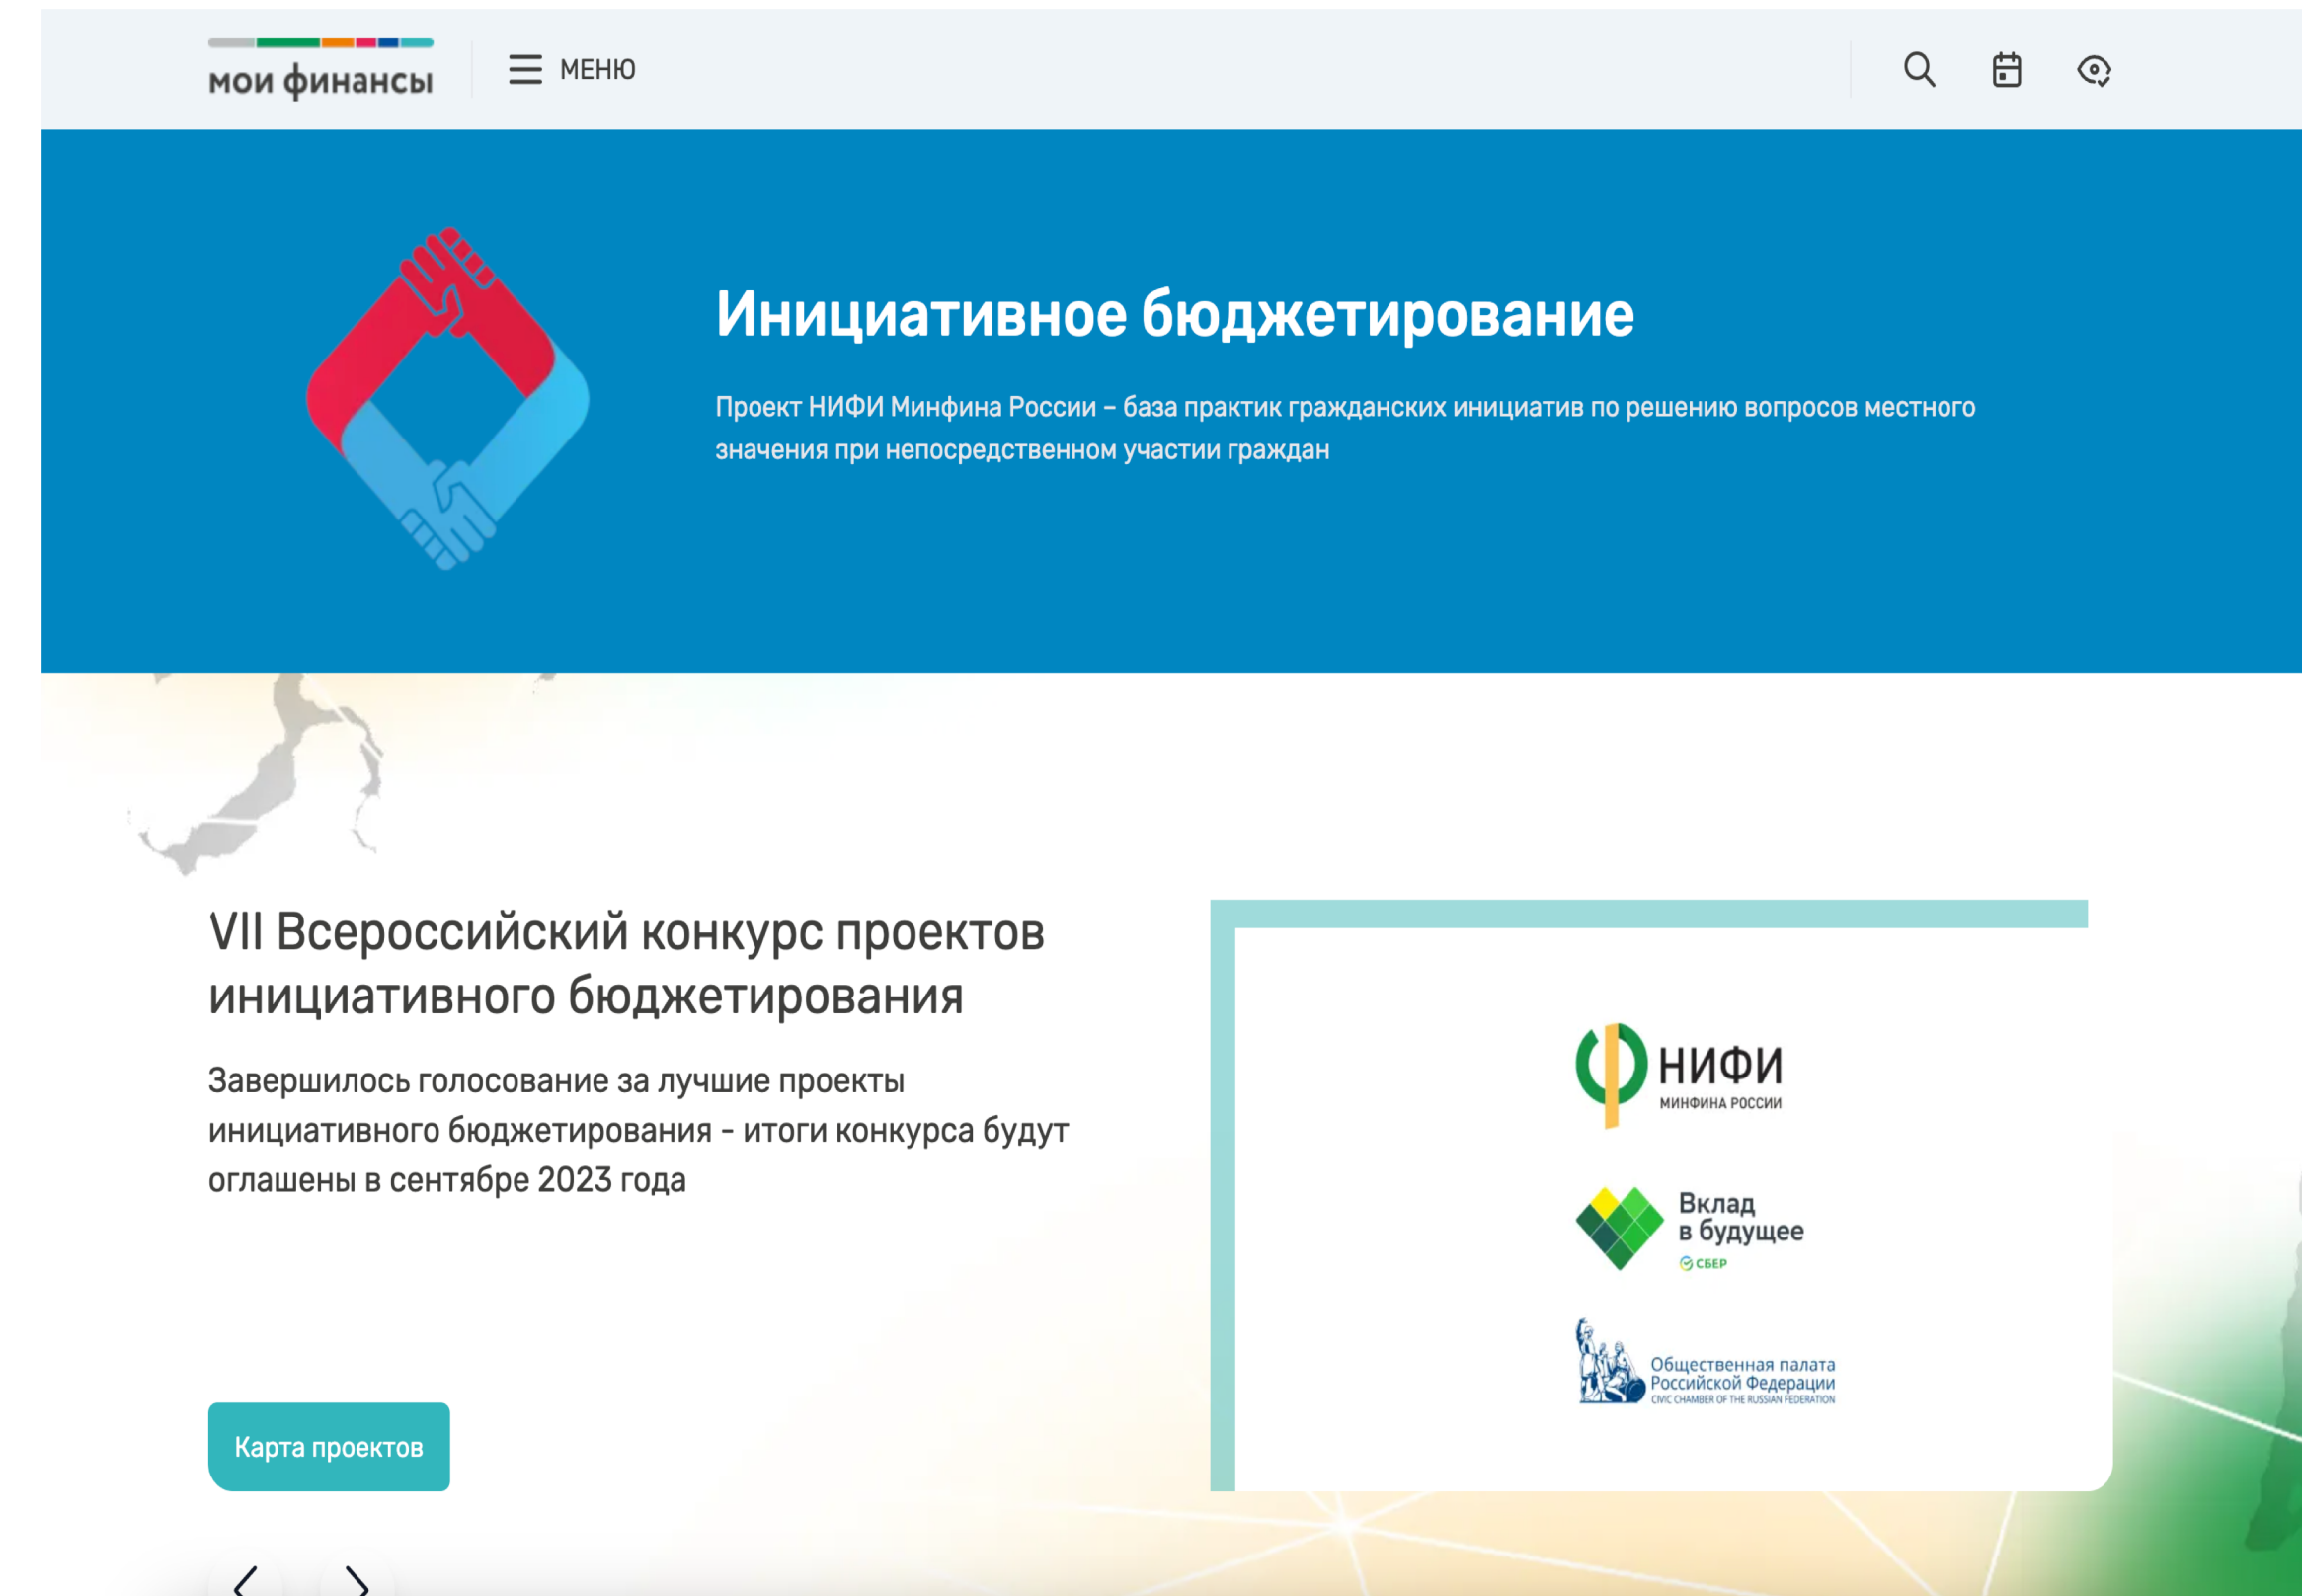 мои финансы
МЕНЮ
Инициативное бюджетирование
Проект НИФИ Минфина России – база практик гражданских инициатив по решению вопросов местного
значения при непосредственном участии граждан
VII Всероссийский конкурс проектов
инициативного бюджетирования
Завершилось голосование за лучшие проекты
инициативного бюджетирования - итоги конкурса будут
оглашены в сентябре 2023 года
Карта проектов
НИФИ
МИНФИНА РОССИИ
Вклад
в будущее
СБЕР
Общественная палата
Российской Федерации
CIVIC CHAMBER OF THE RUSSIAN FEDERATION